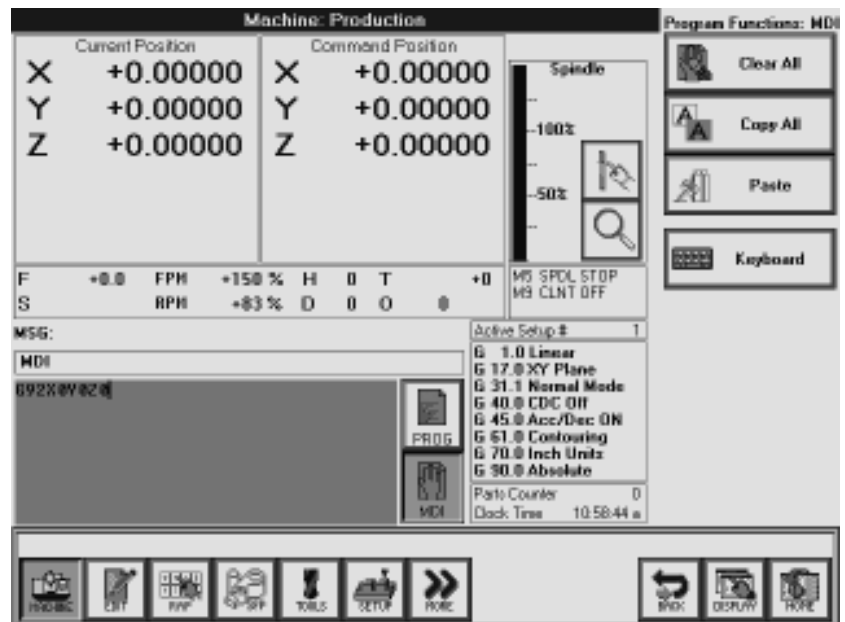 Machine: Production
Program Functions: MDI
Current Position
Command Position
X +0.00000 X +0.00000
Y +0.00000 Y +0.00000
Z +0.00000 Z +0.00000
Spindle
--100%
--50%
Clear All
Copy All
Paste
Keyboard
F +0.0 FPM +150 % H 0 T +0
S RPM +83 % D 0 O 0
M5 SPDL STOP
M9 CLNT OFF
MSG:
MDI
G92X0Y0Z0
PROG
MDI
Active Setup # 1
G 1.0 Linear
G 17.0 XY Plane
G 31.1 Normal Mode
G 40.0 CDC Off
G 45.0 Acc/Dec ON
G 61.0 Contouring
G 70.0 Inch Units
G 90.0 Absolute
Parts Counter 0
Clock Time 10:58:44 a
MACHINE EDIT MAP TOOLS SETUP MORE BACK DISPLAY HOME